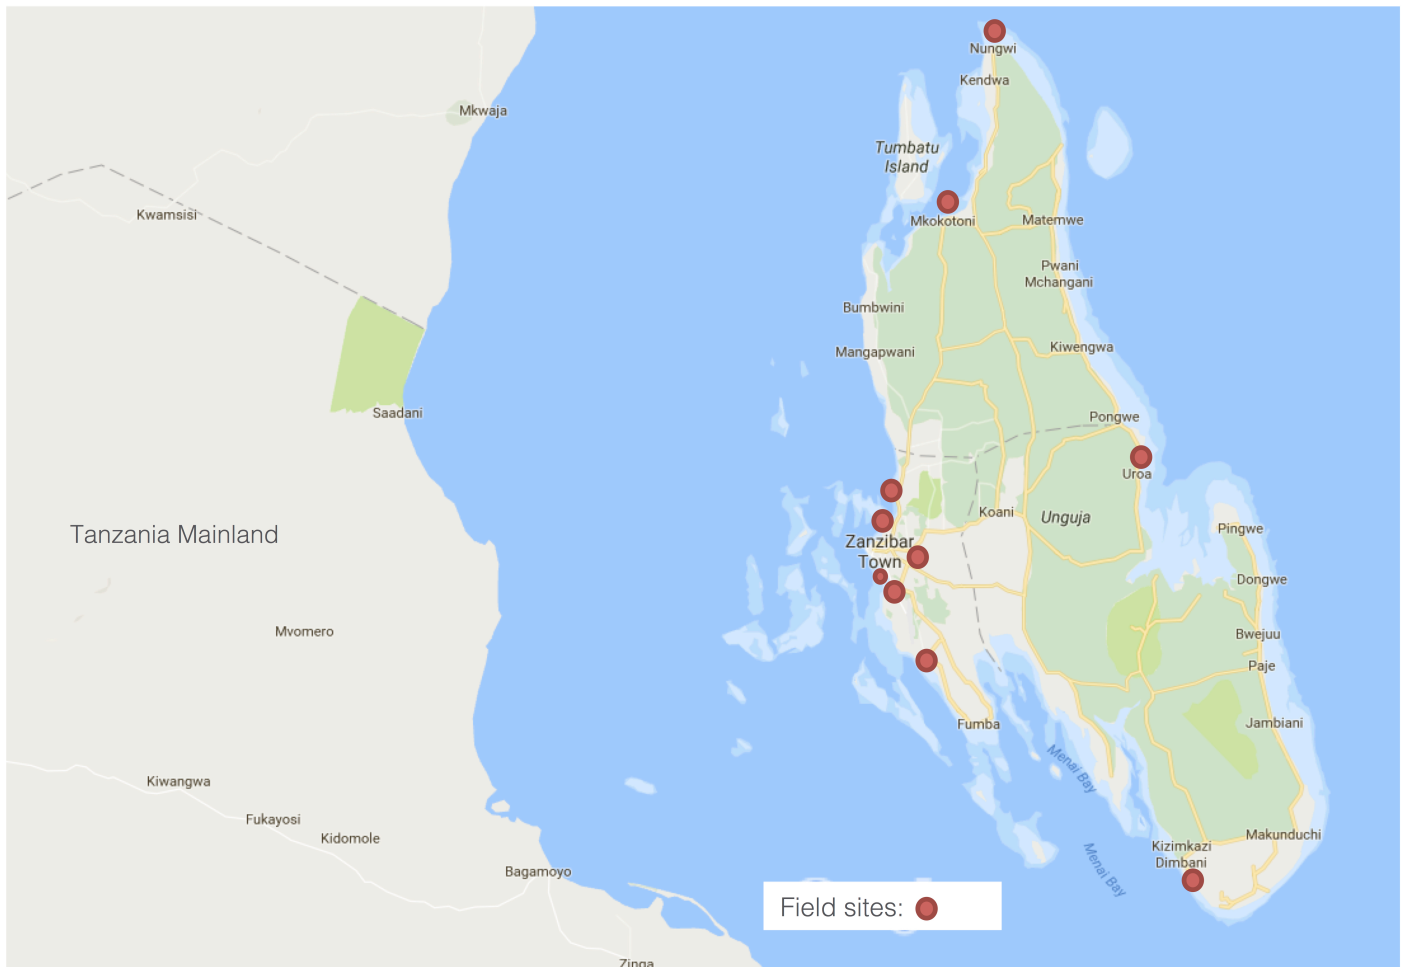 Nungwi
Kendwa
Mkwaja
Tumbatu
Island
Kwamsisi
Mkokotoni
Matemwe
Pwani
Mchangani
Bumbwini
Mangapwani
Kiwengwa
Saadani
Pongwe
Uroa
Koani
Unguja
Tanzania Mainland
Zanzibar
Town
Pingwe
Dongwe
Mvomero
Bwejuu
Paje
Fumba
Jambiani
Menai Bay
Kiwangwa
Fukayosi
Kidomole
Makunduchi
Kizimkazi
Dimbani
Menai Bay
Bagamoyo
Field sites:
Zinga